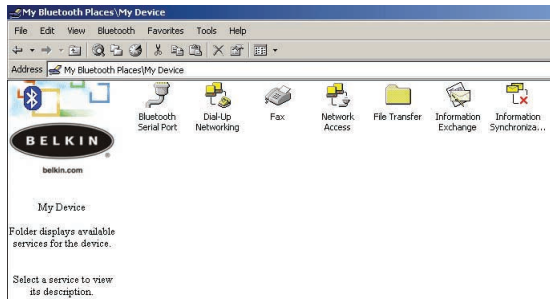 My Bluetooth Places\My Device
File Edit View Bluetooth Favorites Tools Help
Address My Bluetooth Places\My Device
BELKIN
belkin.com
My Device
Folder displays available
services for the device.
Select a service to view
its description.
Bluetooth
Serial Port
Dial-Up
Networking
Fax
Network
Access
File Transfer
Information
Exchange
Information
Synchroniza...